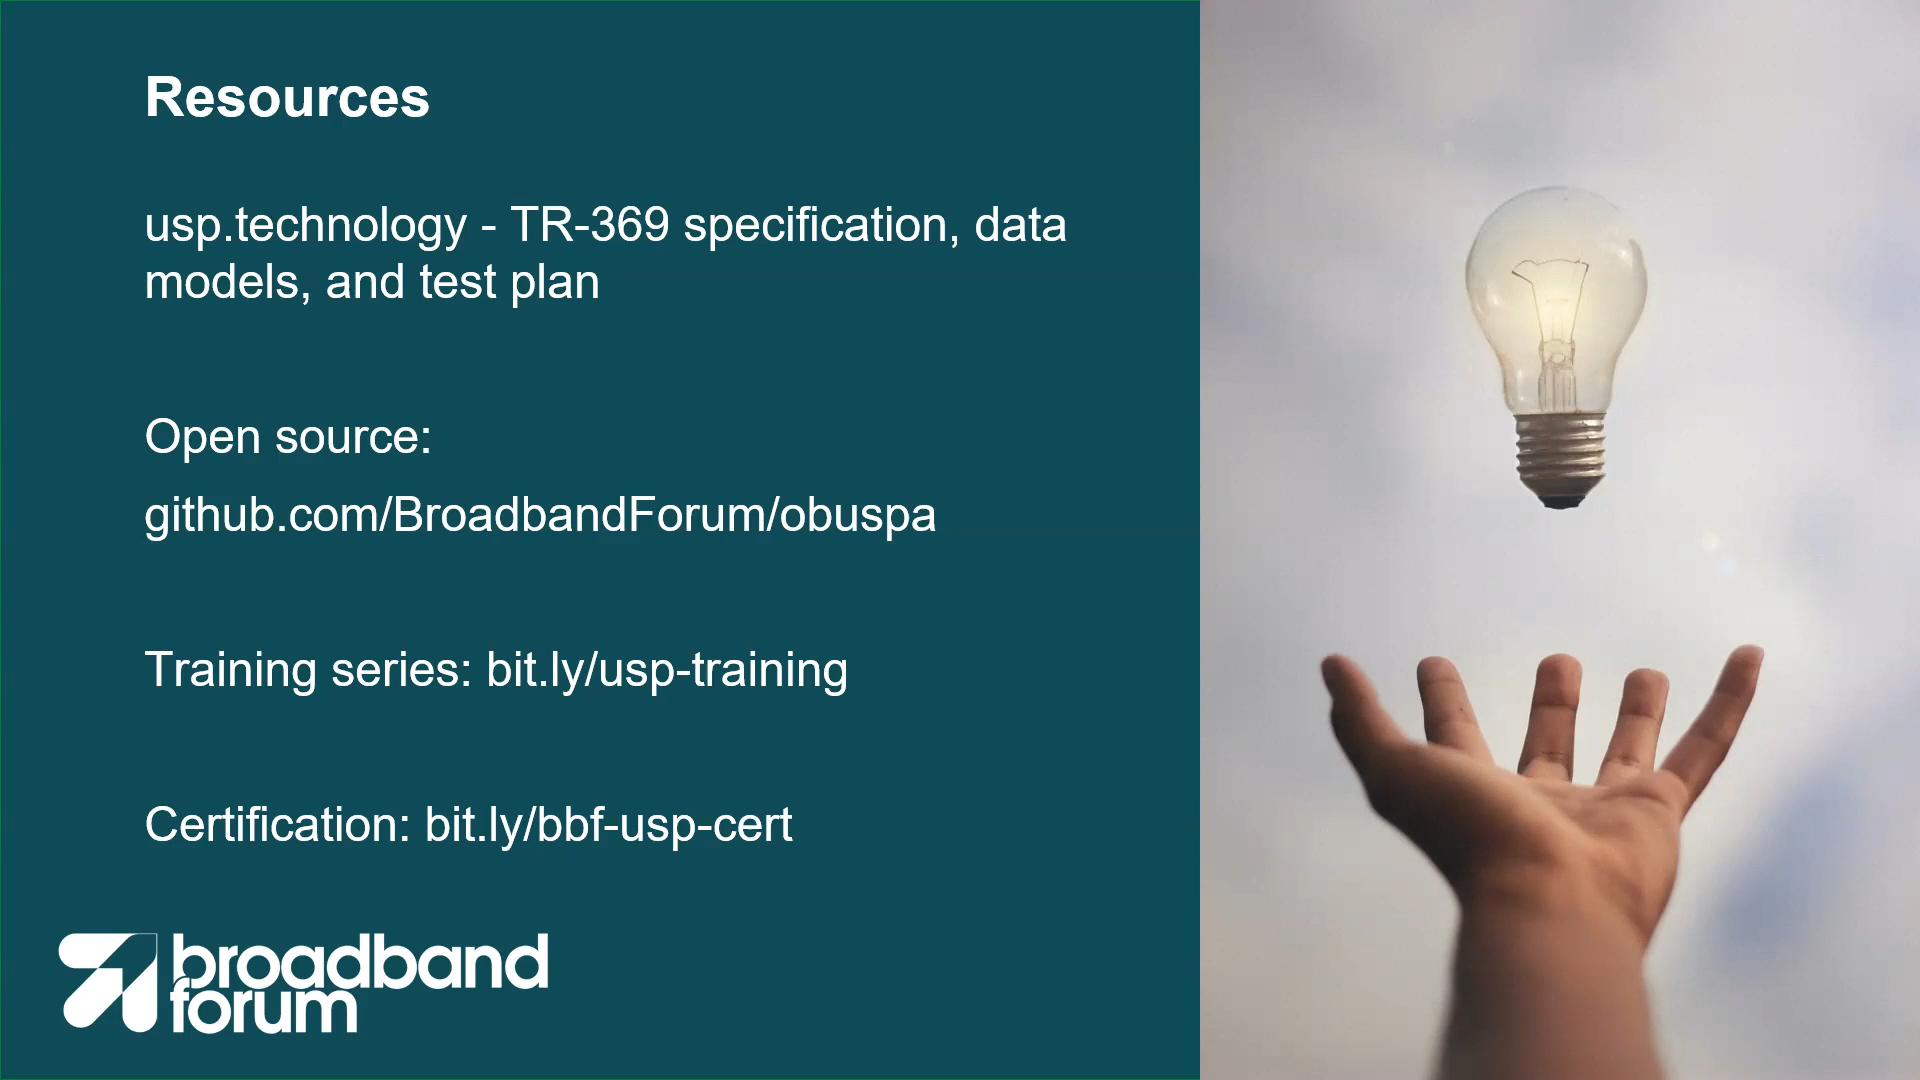 Resources
usp.technology - TR-369 specification, data
models, and test plan
Open source:
github.com/BroadbandForum/obuspa
Training series: bit.ly/usp-training
Certification: bit.ly/bbf-usp-cert
broadband
forum